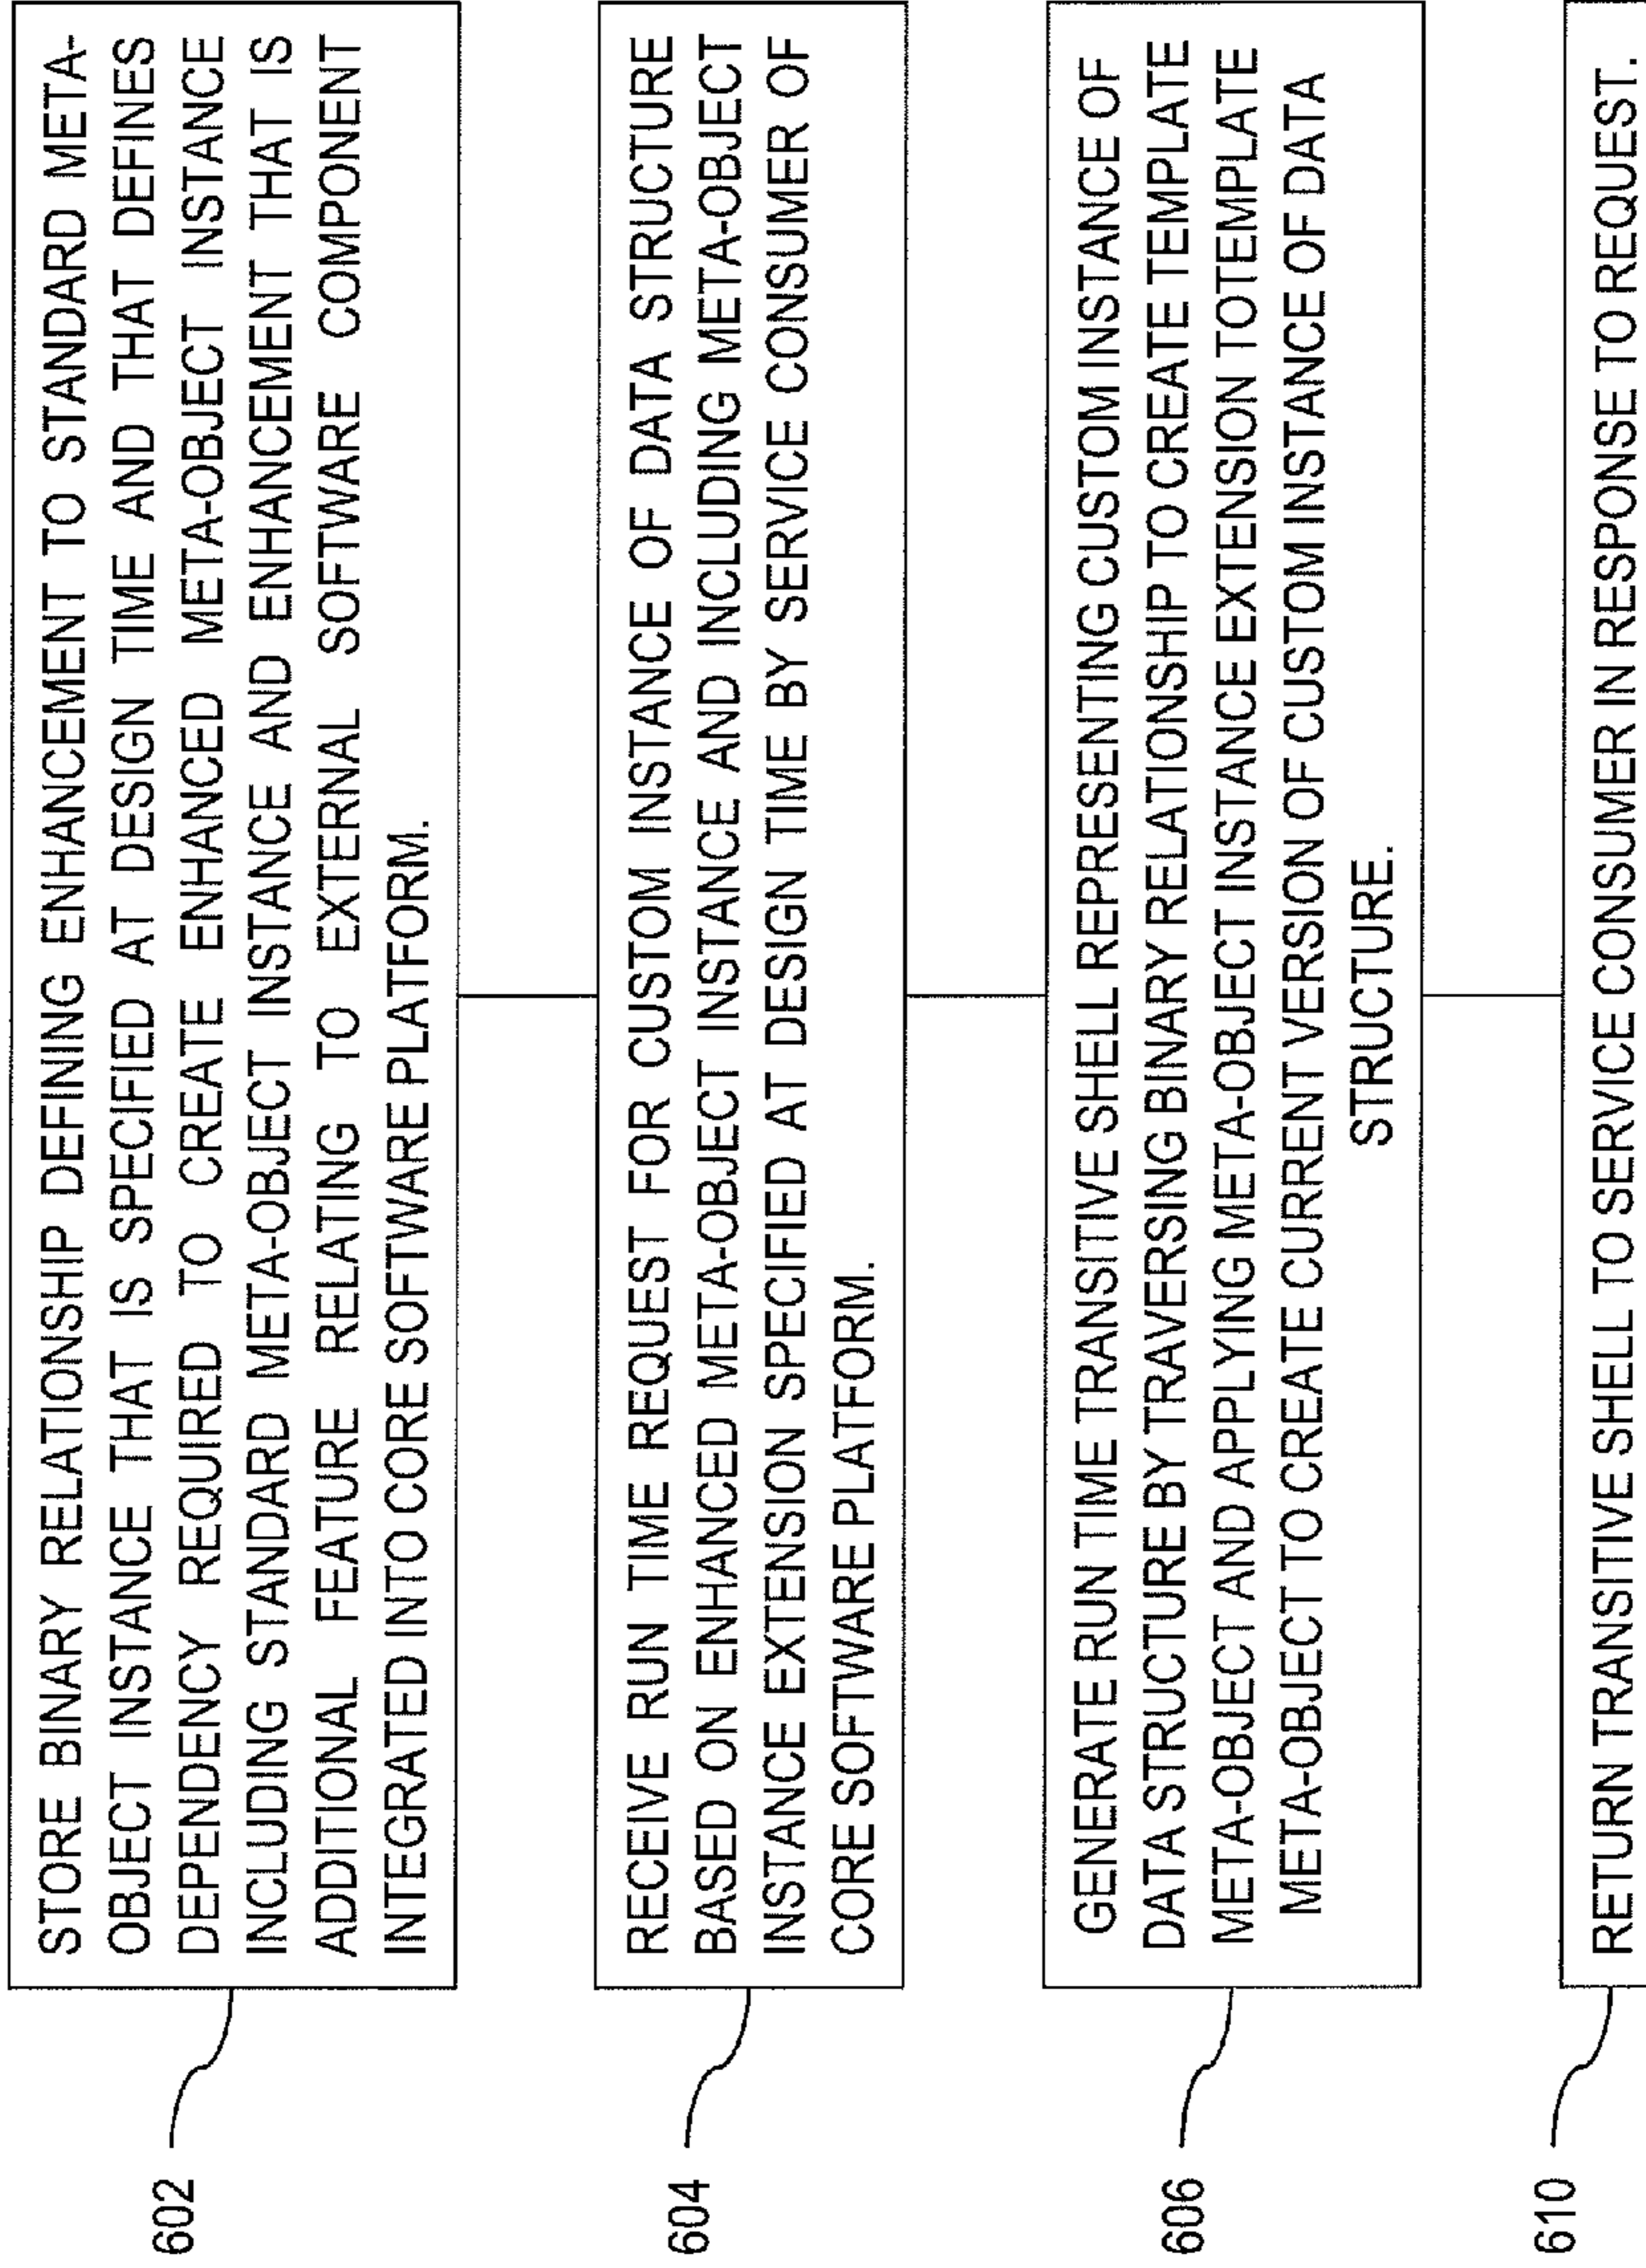 STORE BINARY RELATIONSHIP DEFINING ENHANCEMENT TO STANDARD META-
OBJECT INSTANCE THAT IS SPECIFIED AT DESIGN TIME AND THAT DEFINES
DEPENDENCY REQUIRED TO CREATE ENHANCED META-OBJECT INSTANCE
INCLUDING STANDARD META-OBJECT INSTANCE AND ENHANCEMENT THAT IS
ADDITIONAL FEATURE RELATING TO EXTERNAL SOFTWARE COMPONENT
INTEGRATED INTO CORE SOFTWARE PLATFORM.
602
RECEIVE RUN TIME REQUEST FOR CUSTOM INSTANCE OF DATA STRUCTURE
BASED ON ENHANCED META-OBJECT INSTANCE AND INCLUDING META-OBJECT
INSTANCE EXTENSION SPECIFIED AT DESIGN TIME BY SERVICE CONSUMER OF
CORE SOFTWARE PLATFORM.
604
GENERATE RUN TIME TRANSITIVE SHELL REPRESENTING CUSTOM INSTANCE OF
DATA STRUCTURE BY TRAVERSING BINARY RELATIONSHIP TO CREATE TEMPLATE
META-OBJECT AND APPLYING META-OBJECT INSTANCE EXTENSION TOTEMPLATE
META-OBJECT TO CREATE CURRENT VERSION OF CUSTOM INSTANCE OF DATA
STRUCTURE.
606
RETURN TRANSITIVE SHELL TO SERVICE CONSUMER IN RESPONSE TO REQUEST.
610